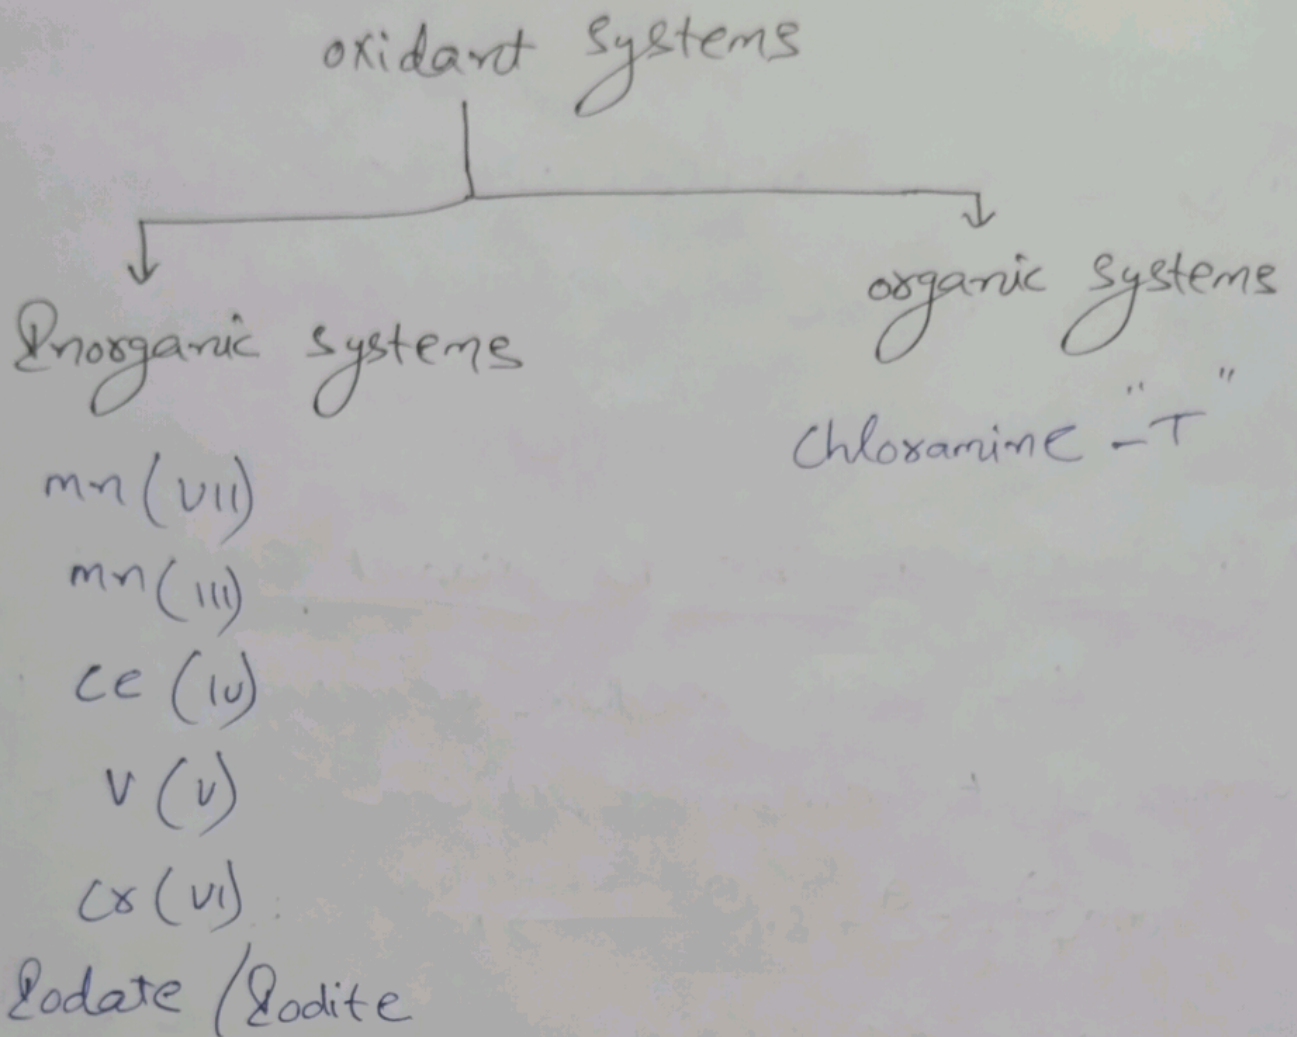 oxidant systems
Inorganic systems
organic systems
Chloramine - "T"
mn (VII)
mn (III)
ce (IV)
V (V)
Cr (VI)
Iodate / Iodite